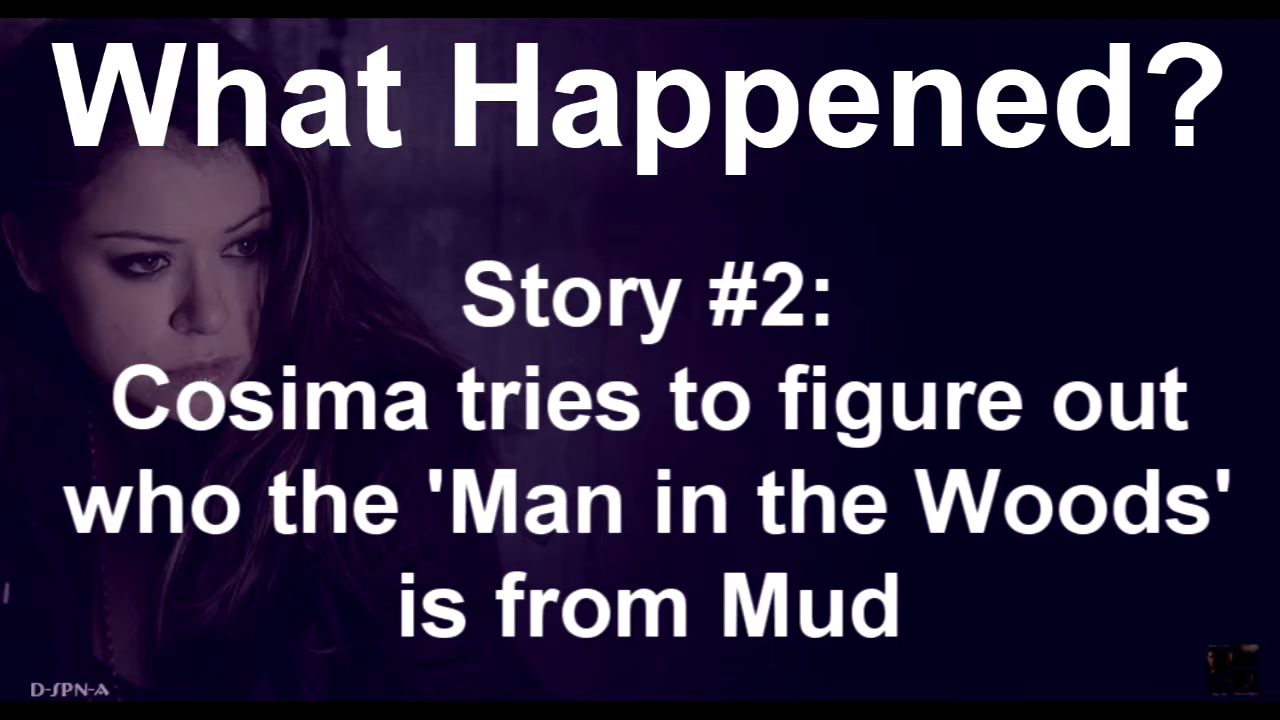 What Happened?
Story #2:
Cosima tries to figure out
who the 'Man in the Woods'
is from Mud
D-SPN-A